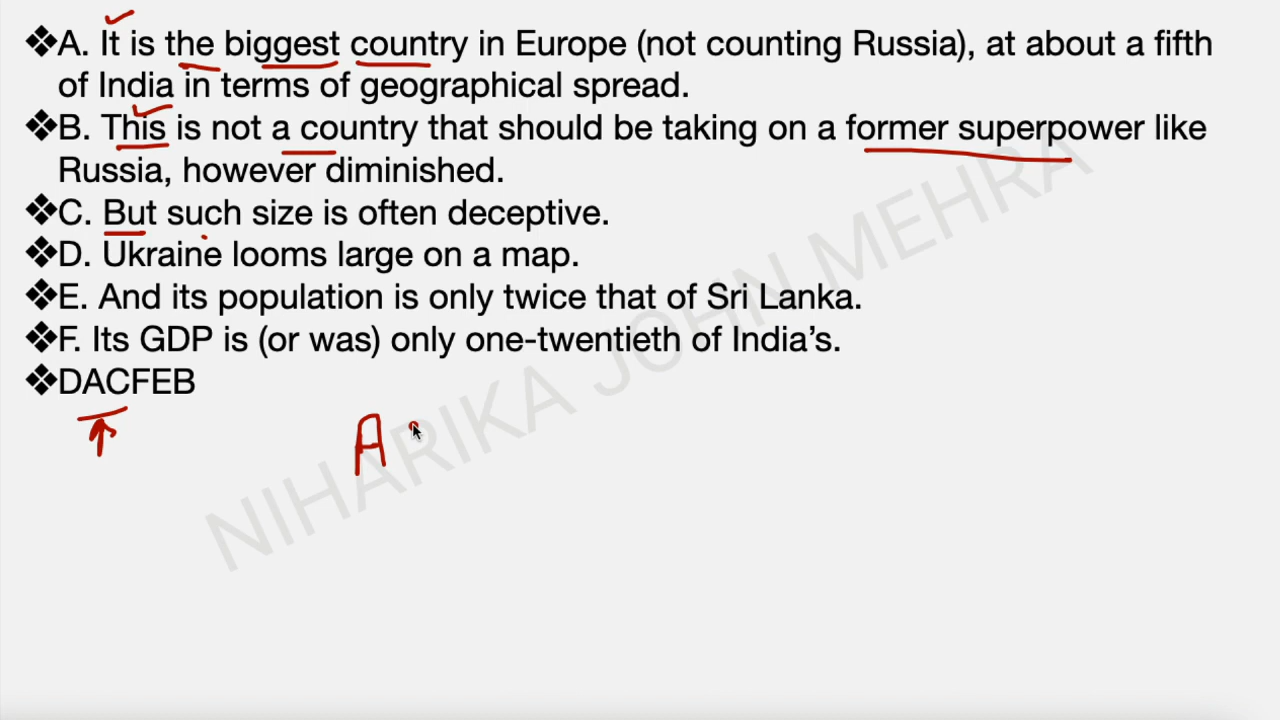 ❖A. It is the biggest country in Europe (not counting Russia), at about a fifth
of India in terms of geographical spread.
❖B. This is not a country that should be taking on a former superpower like
Russia, however diminished.
❖C. But such size is often deceptive.
❖D. Ukraine looms large on a map.
❖E. And its population is only twice that of Sri Lanka.
❖F. Its GDP is (or was) only one-twentieth of India’s.
❖DACFEB
A
NIHARIKA JOHN MEHRA